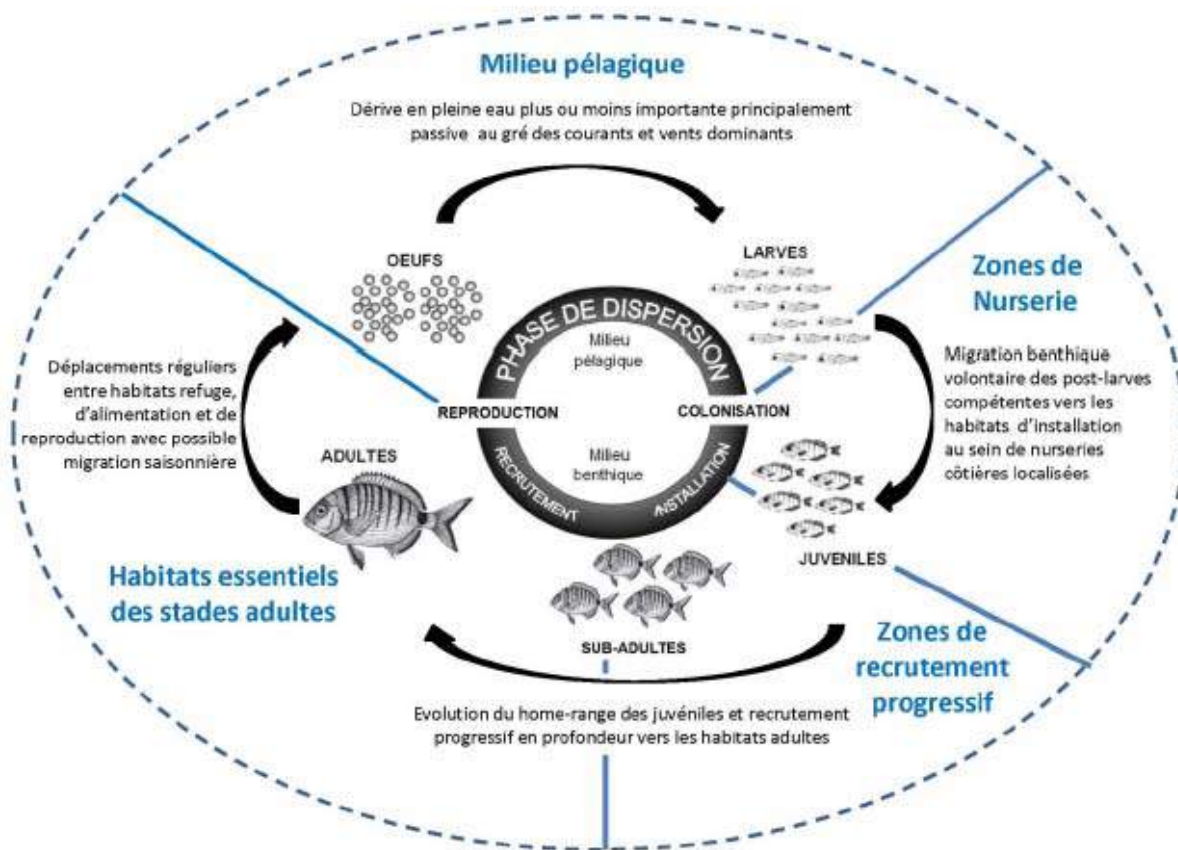 Milieu pélagique
Dérive en pleine eau plus ou moins importante principalement
passive au gré des courants et vents dominants
OEUFS
LARVES
Zones de
Nurserie
PHASE DE DISPERSION
Milieu
pélagique
Déplacements réguliers
entre habitats refuge,
d'alimentation et de
reproduction avec possible
migration saisonnière
Migration benthique
volontaire des post-larves
compétentes vers les
habitats d'installation
au sein de nurseries
côtières localisées
REPRODUCTION
COLONISATION
ADULTES
RECRUTEMENT
Milieu
benthique
INSTALLATION
JUVENILES
Habitats essentiels
des stades adultes
SUB-ADULTES
Zones de
recrutement
progressif
Evolution du home-range des juvéniles et recrutement
progressif en profondeur vers les habitats adultes